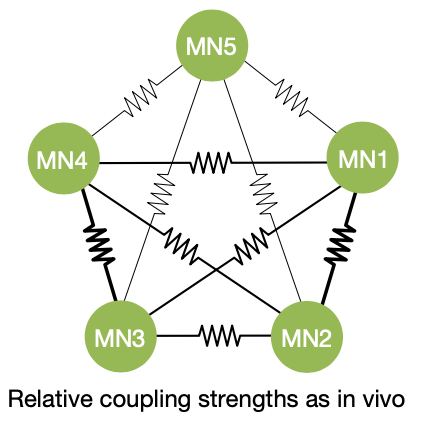 MN5
MN4
MN1
MN3
MN2
Relative coupling strengths as in vivo